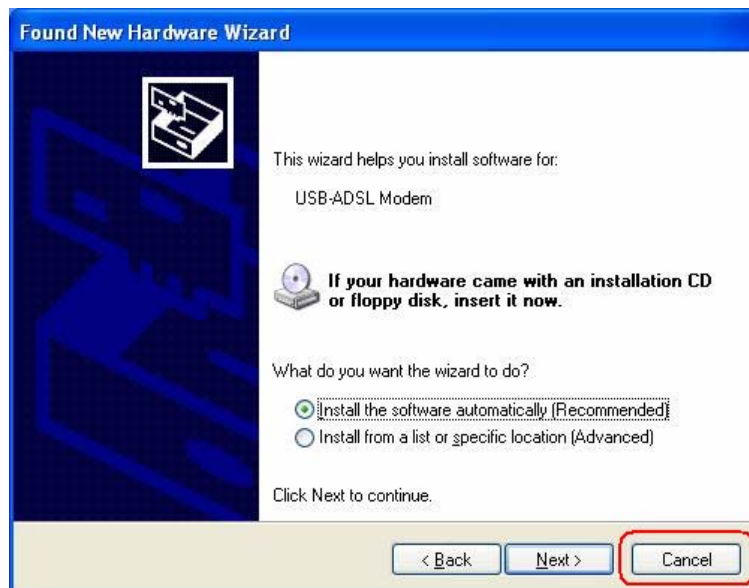 Found New Hardware Wizard
This wizard helps you install software for:
USB-ADSL Modem
If your hardware came with an installation CD
or floppy disk, insert it now.
What do you want the wizard to do?
Install the software automatically (Recommended)
Install from a list or specific location (Advanced)
Click Next to continue.
< Back
Next >
Cancel